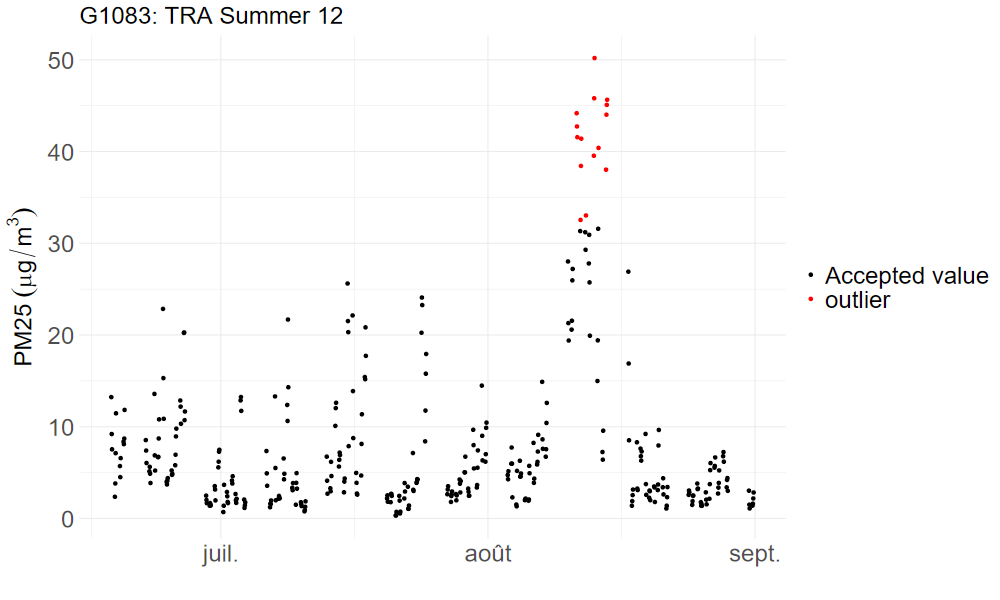 G1083: TRA Summer 12
PM25 (μg/m³)
50
40
30
20
10
0
juil.
août
sept.
Accepted value
outlier